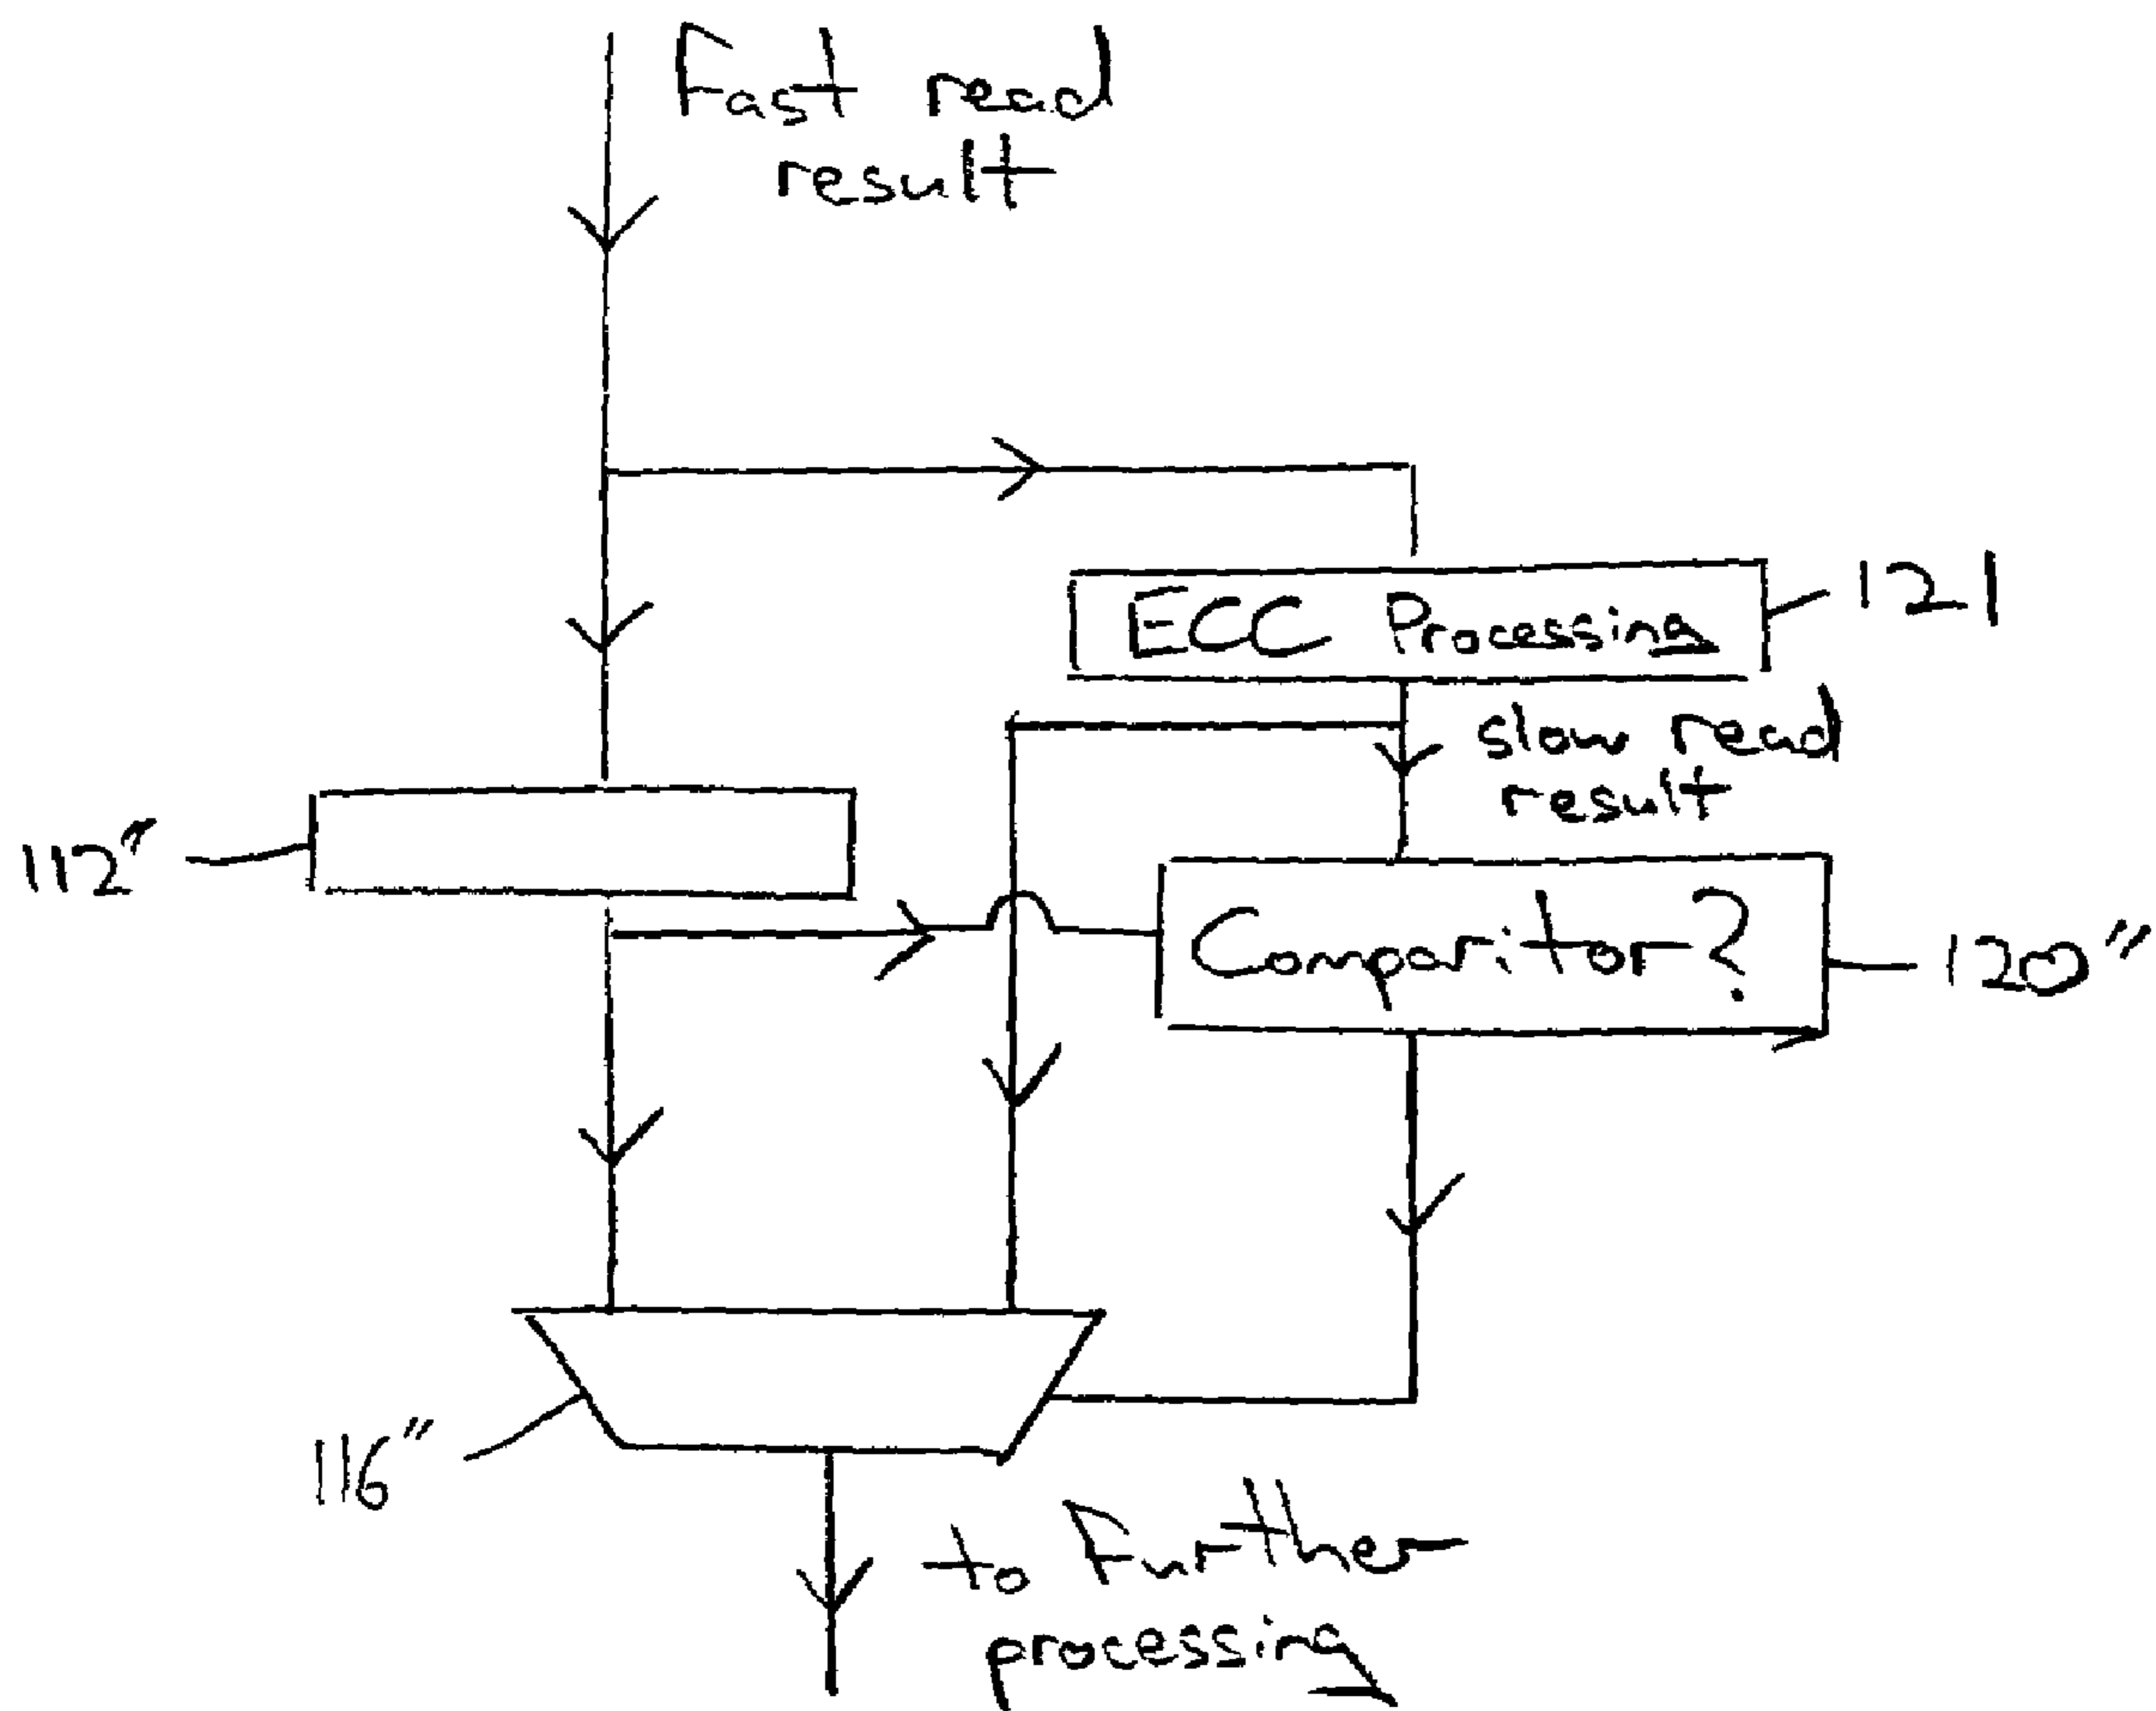 Fast read
result
ECC Processing
121
slow read
result
112"
Comparitor?
120"
116"
to Further
processing